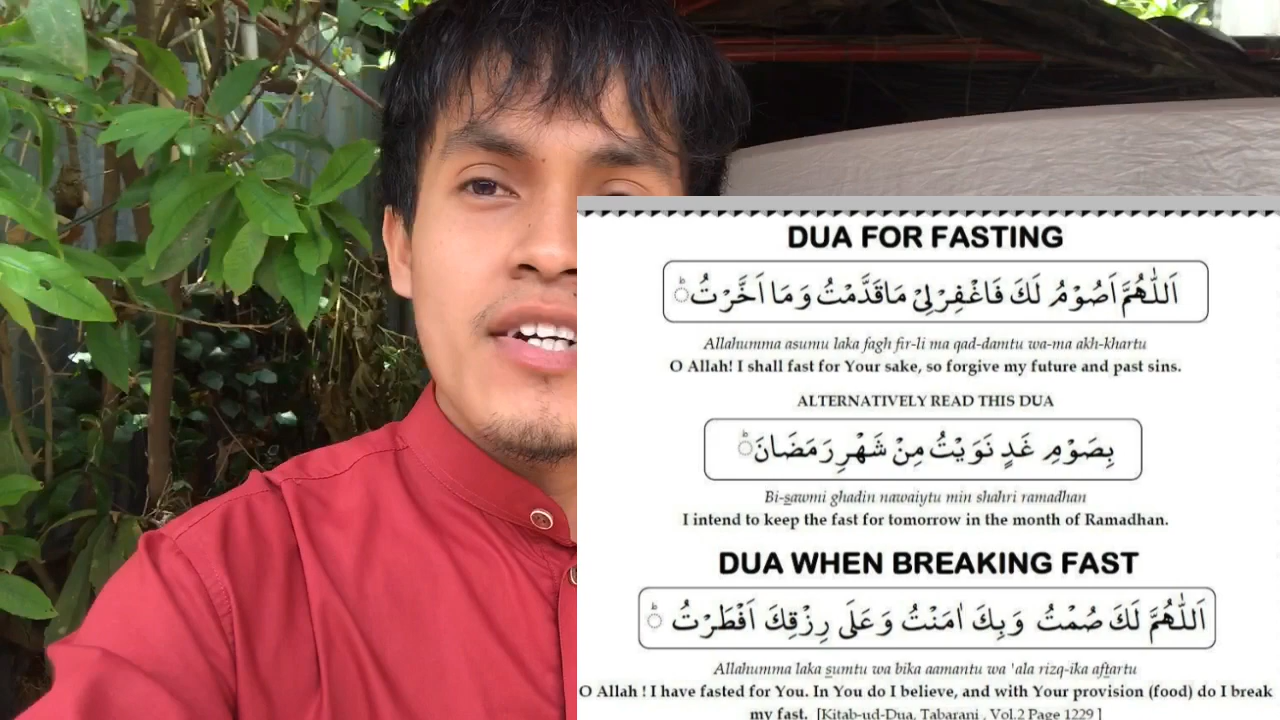 DUA FOR FASTING
اَللّٰهُمَّ اَصُوْمُ لَكَ فَاغْفِرْلِيْ مَاقَدَّمْتُ وَمَا اَخَّرْتُ ؕ
Allahumma asumu laka fagh fir-li ma qad-damtu wa-ma akh-khartu
O Allah! I shall fast for Your sake, so forgive my future and past sins.
ALTERNATIVELY READ THIS DUA
بِصَوْمِ غَدٍ نَوَيْتُ مِنْ شَهْرِ رَمَضَانَ ؕ
Bi-sawmi ghadin nawaiytu min shahri ramadhan
I intend to keep the fast for tomorrow in the month of Ramadhan.
DUA WHEN BREAKING FAST
اَللّٰهُمَّ لَكَ صُمْتُ وَبِكَ اٰمَنْتُ وَعَلَى رِزْقِكَ اَفْطَرْتُ ؕ
Allahumma laka sumtu wa bika aamantu wa 'ala rizq-ika aftartu
O Allah ! I have fasted for You. In You do I believe, and with Your provision (food) do I break
my fast. [Kitab-ud-Dua, Tabarani , Vol.2 Page 1229 ]